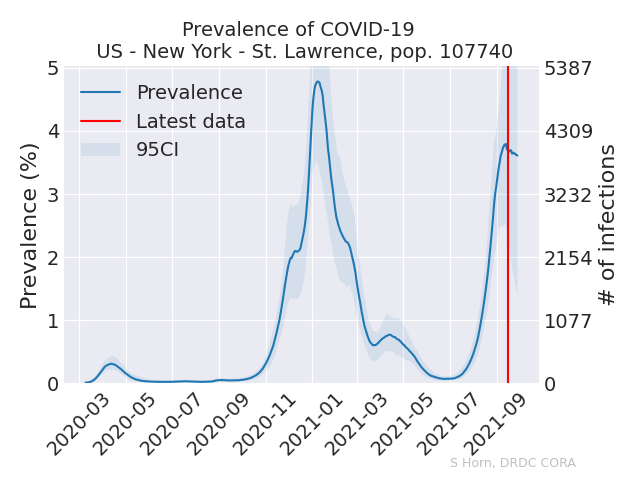 Prevalence of COVID-19
US - New York - St. Lawrence, pop. 107740
Prevalence
Latest data
95CI
Prevalence (%)
5
4
3
2
1
0
5387
4309
3232
2154
1077
0
# of infections
2020-03
2020-05
2020-07
2020-09
2020-11
2021-01
2021-03
2021-05
2021-07
2021-09
S Horn, DRDC CORA